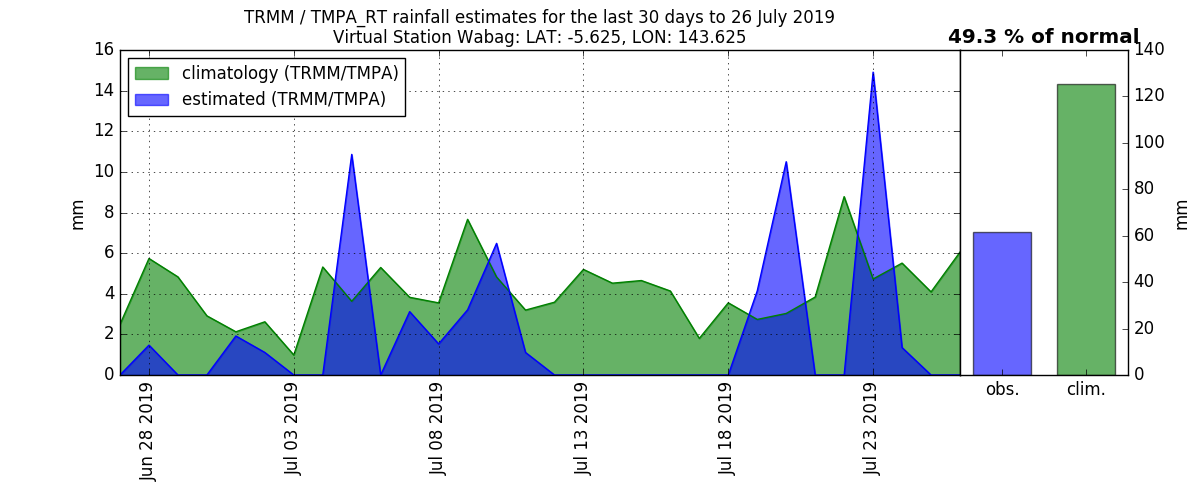 TRMM / TMPA_RT rainfall estimates for the last 30 days to 26 July 2019
Virtual Station Wabag: LAT: -5.625, LON: 143.625
49.3 % of normal
climatology (TRMM/TMPA)
estimated (TRMM/TMPA)
16
14
12
10
8
6
4
2
0
mm
Jun 28 2019
Jul 03 2019
Jul 08 2019
Jul 13 2019
Jul 18 2019
Jul 23 2019
140
120
100
80
60
40
20
0
mm
obs.
clim.